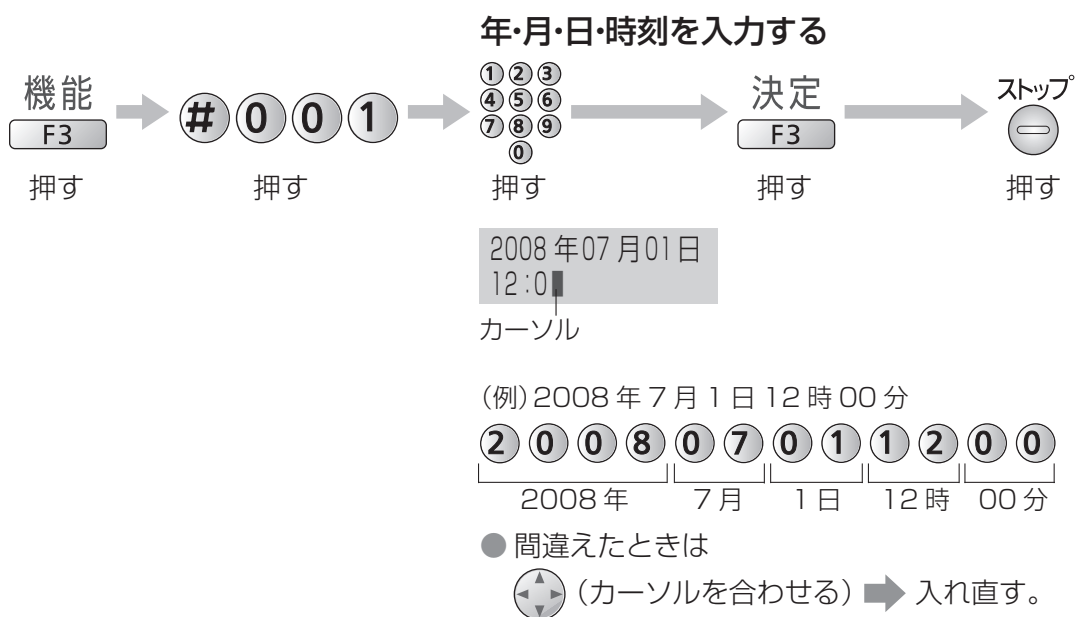 年・月・日・時刻を入力する
機能
F3
押す
#001
押す
1 2 3
4 5 6
7 8 9
0
押す
決定
F3
押す
ストップ
押す
2008年07月01日
12:0
カーソル
(例)2008年7月1日12時00分
2 0 0 8 0 7 0 1 1 2 0 0
2008年 7月 1日 12時 00分
● 間違えたときは
(カーソルを合わせる) ➡ 入れ直す。